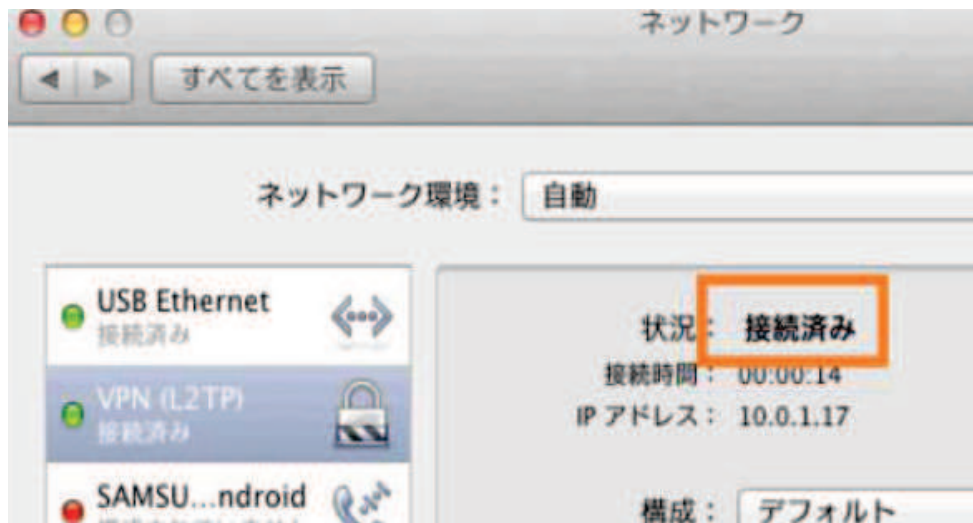 ネットワーク
すべてを表示
ネットワーク環境：
自動
USB Ethernet
接続済み
VPN (L2TP)
接続済み
SAMSU...ndroid
状況：
接続済み
接続時間：
00:00:14
IP アドレス：
10.0.1.17
構成：
デフォルト